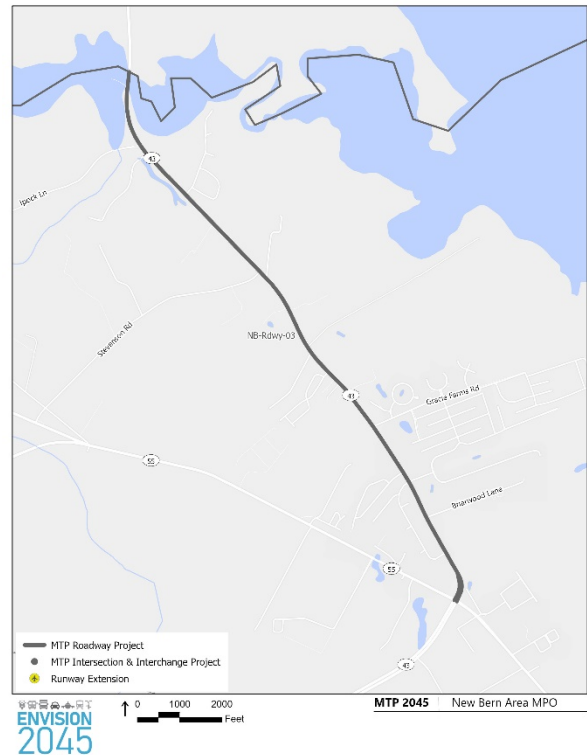 43
Ipock Ln
Stevenson Rd
NB-Rdwy-03
43
Gracie Farms Rd
55
Briarwood Lane
55
43
MTP Roadway Project
MTP Intersection & Interchange Project
Runway Extension
ENVISION
2045
0 1000 2000
Feet
MTP 2045 New Bern Area MPO